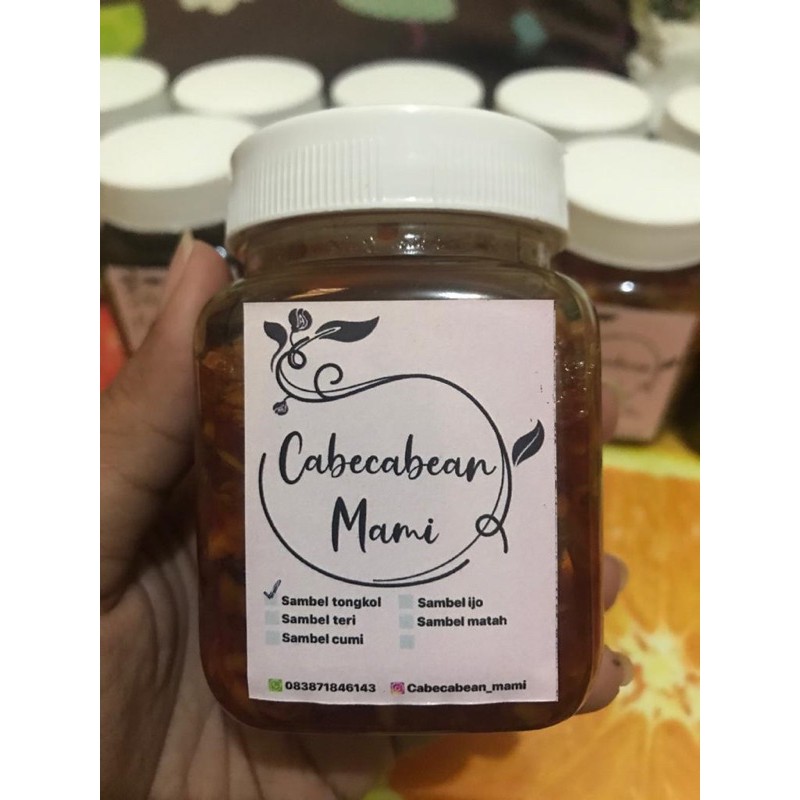 Cabecabean
Mami
Sambel tongkol
Sambel teri
Sambel cumi
Sambel ijo
Sambel matah
083871846143
Cabecabean_mami